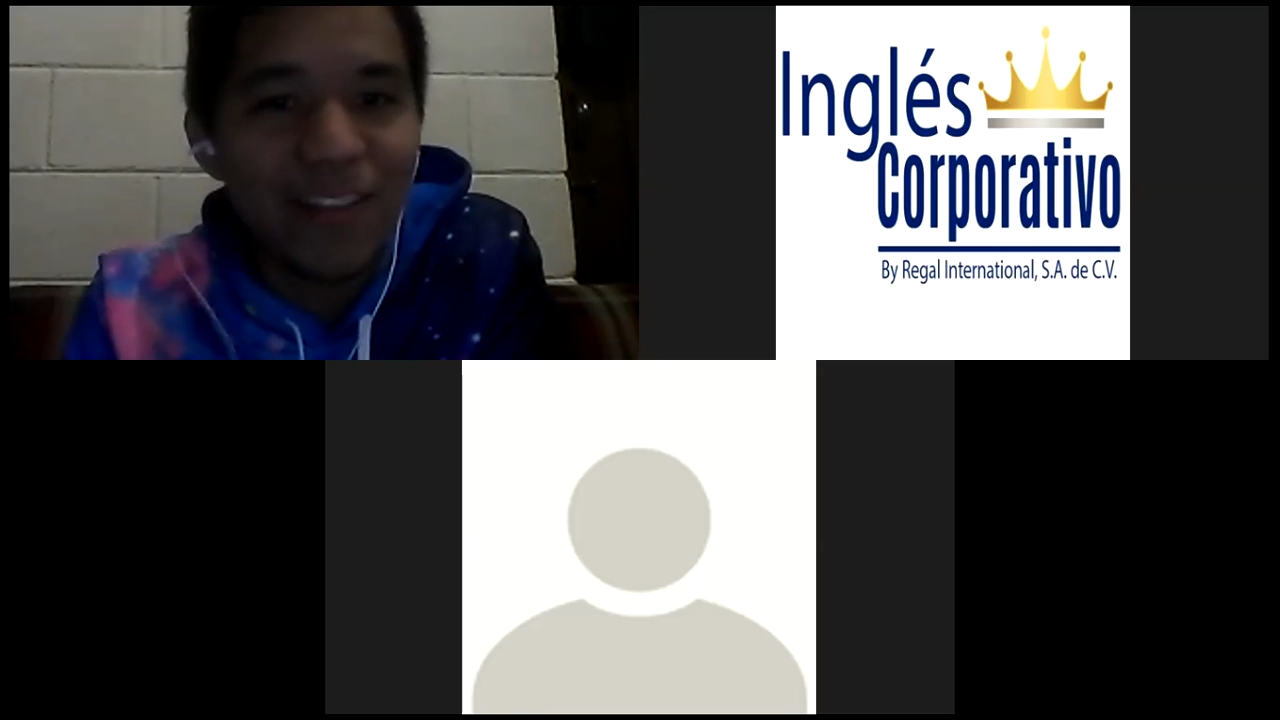 Inglés
Corporativo
By Regal International, S.A. de C.V.